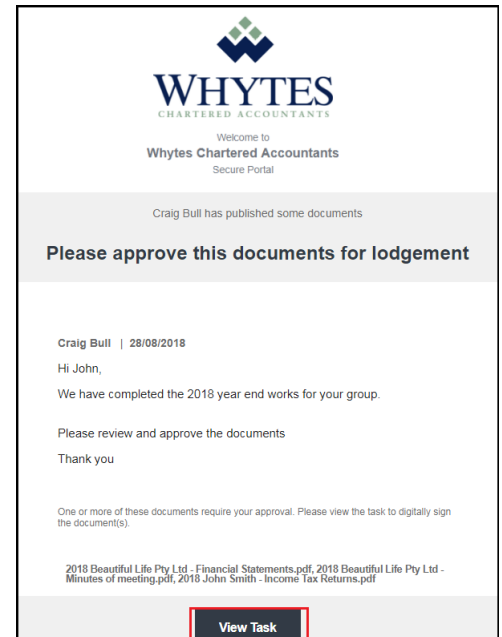 WHYTES
CHARTERED ACCOUNTANTS
Welcome to
Whytes Chartered Accountants
Secure Portal
Craig Bull has published some documents
Please approve this documents for lodgement
Craig Bull | 28/08/2018
Hi John,
We have completed the 2018 year end works for your group.
Please review and approve the documents
Thank you
One or more of these documents require your approval. Please view the task to digitally sign
the document(s).
2018 Beautiful Life Pty Ltd - Financial Statements.pdf, 2018 Beautiful Life Pty Ltd -
Minutes of meeting.pdf, 2018 John Smith - Income Tax Returns.pdf
View Task